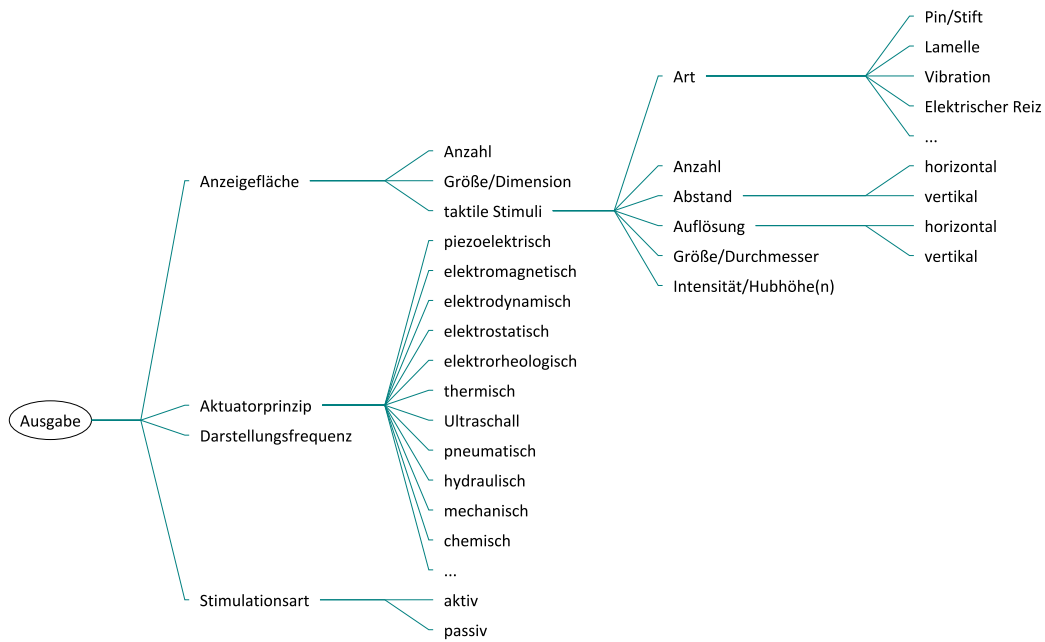 Ausgabe
Anzeigefläche
Anzahl
Größe/Dimension
taktile Stimuli
Art
Pin/Stift
Lamelle
Vibration
Elektrischer Reiz
...
Anzahl
Abstand
horizontal
vertikal
Auflösung
horizontal
vertikal
Größe/Durchmesser
Intensität/Hubhöhe(n)
Aktuatorprinzip
piezoelektrisch
elektromagnetisch
elektrodynamisch
elektrostatisch
elektrorheologisch
thermisch
Ultraschall
pneumatisch
hydraulisch
mechanisch
chemisch
...
Darstellungsfrequenz
Stimulationsart
aktiv
passiv